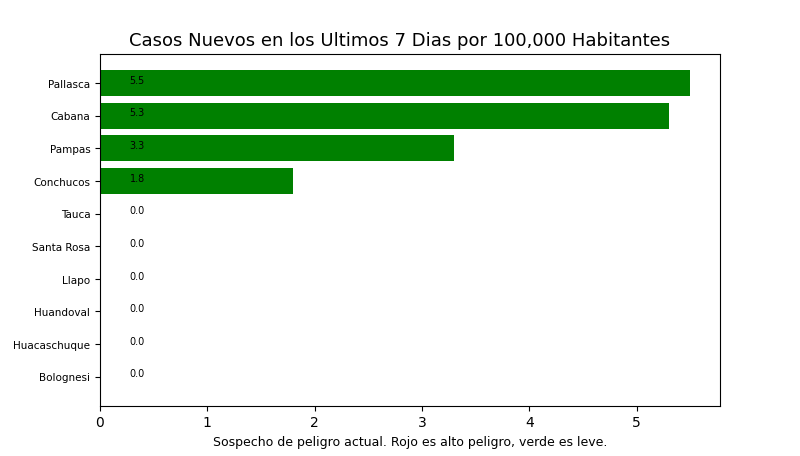 Casos Nuevos en los Ultimos 7 Dias por 100,000 Habitantes
Pallasca 5.5
Cabana 5.3
Pampas 3.3
Conchucos 1.8
Tauca 0.0
Santa Rosa 0.0
Llapo 0.0
Huandoval 0.0
Huacaschuque 0.0
Bolognesi 0.0
0 1 2 3 4 5
Sospecho de peligro actual. Rojo es alto peligro, verde es leve.